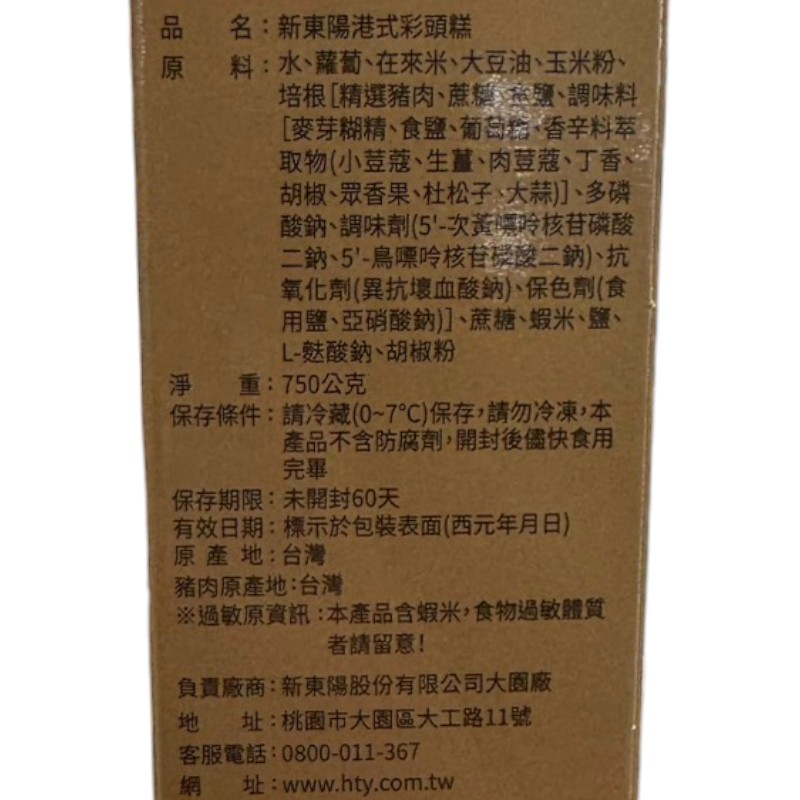 品名：新東陽港式彩頭糕
原料：水、蘿蔔、在來米、大豆油、玉米粉、
培根[精選豬肉、蔗糖、食鹽、調味料
[麥芽糊精、食鹽、葡萄糖、香辛料萃
取物(小荳蔻、生薑、肉荳蔻、丁香、
胡椒、眾香果、杜松子、大蒜)]、多磷
酸鈉、調味劑(5'-次黃嘌呤核苷磷酸
二鈉、5'-鳥嘌呤核苷磷酸二鈉)、抗
氧化劑(異抗壞血酸鈉)、保色劑(食
用鹽、亞硝酸鈉)]、蔗糖、蝦米、鹽、
L-麩酸鈉、胡椒粉
淨重：750公克
保存條件：請冷藏(0~7°C)保存，請勿冷凍，本
產品不含防腐劑，開封後儘快食用
完畢
保存期限：未開封60天
有效日期：標示於包裝表面(西元年月日)
原產地：台灣
豬肉原產地：台灣
※過敏原資訊：本產品含蝦米，食物過敏體質
者請留意！
負責廠商：新東陽股份有限公司大園廠
地址：桃園市大園區大工路11號
客服電話：0800-011-367
網址：www.hty.com.tw